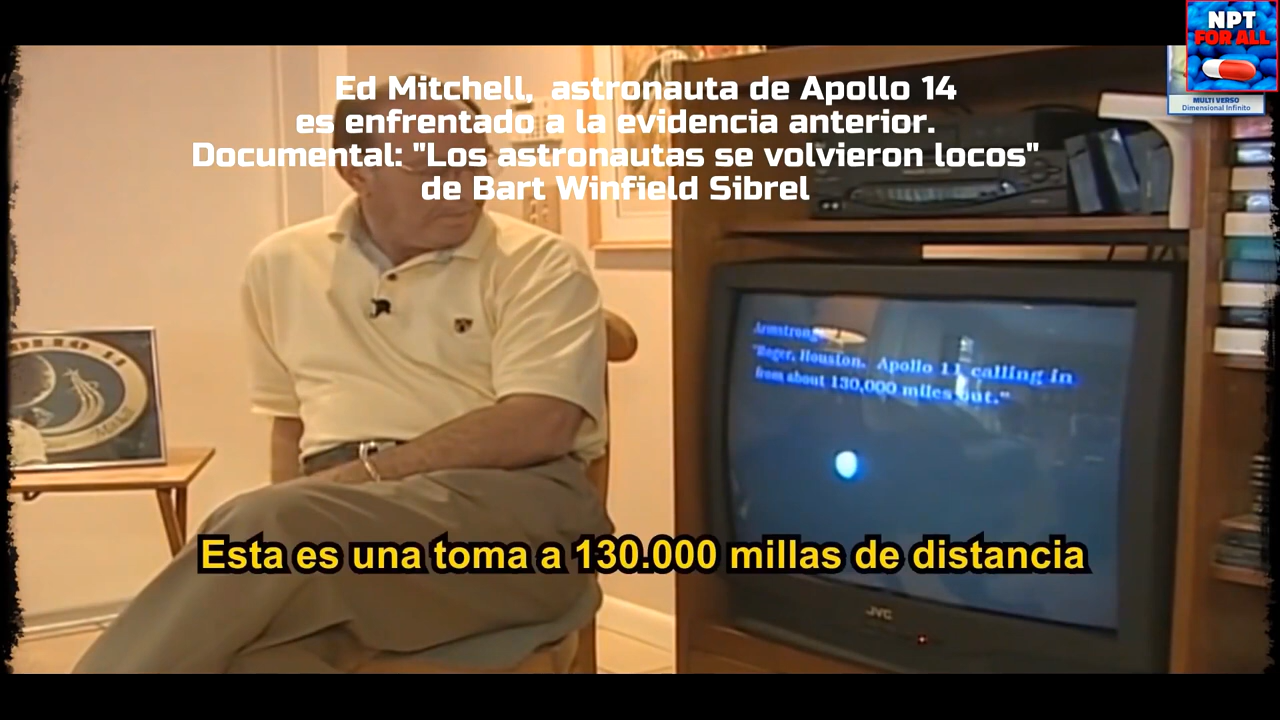 NPT
FOR ALL
MULTI VERSO
Dimensional Infinito
Ed Mitchell, astronauta de Apollo 14
es enfrentado a la evidencia anterior.
Documental: "Los astronautas se volvieron locos"
de Bart Winfield Sibrel
Armstrong:
"Roger, Houston. Apollo 11 calling in
from about 130,000 miles out."
Esta es una toma a 130.000 millas de distancia
JVC